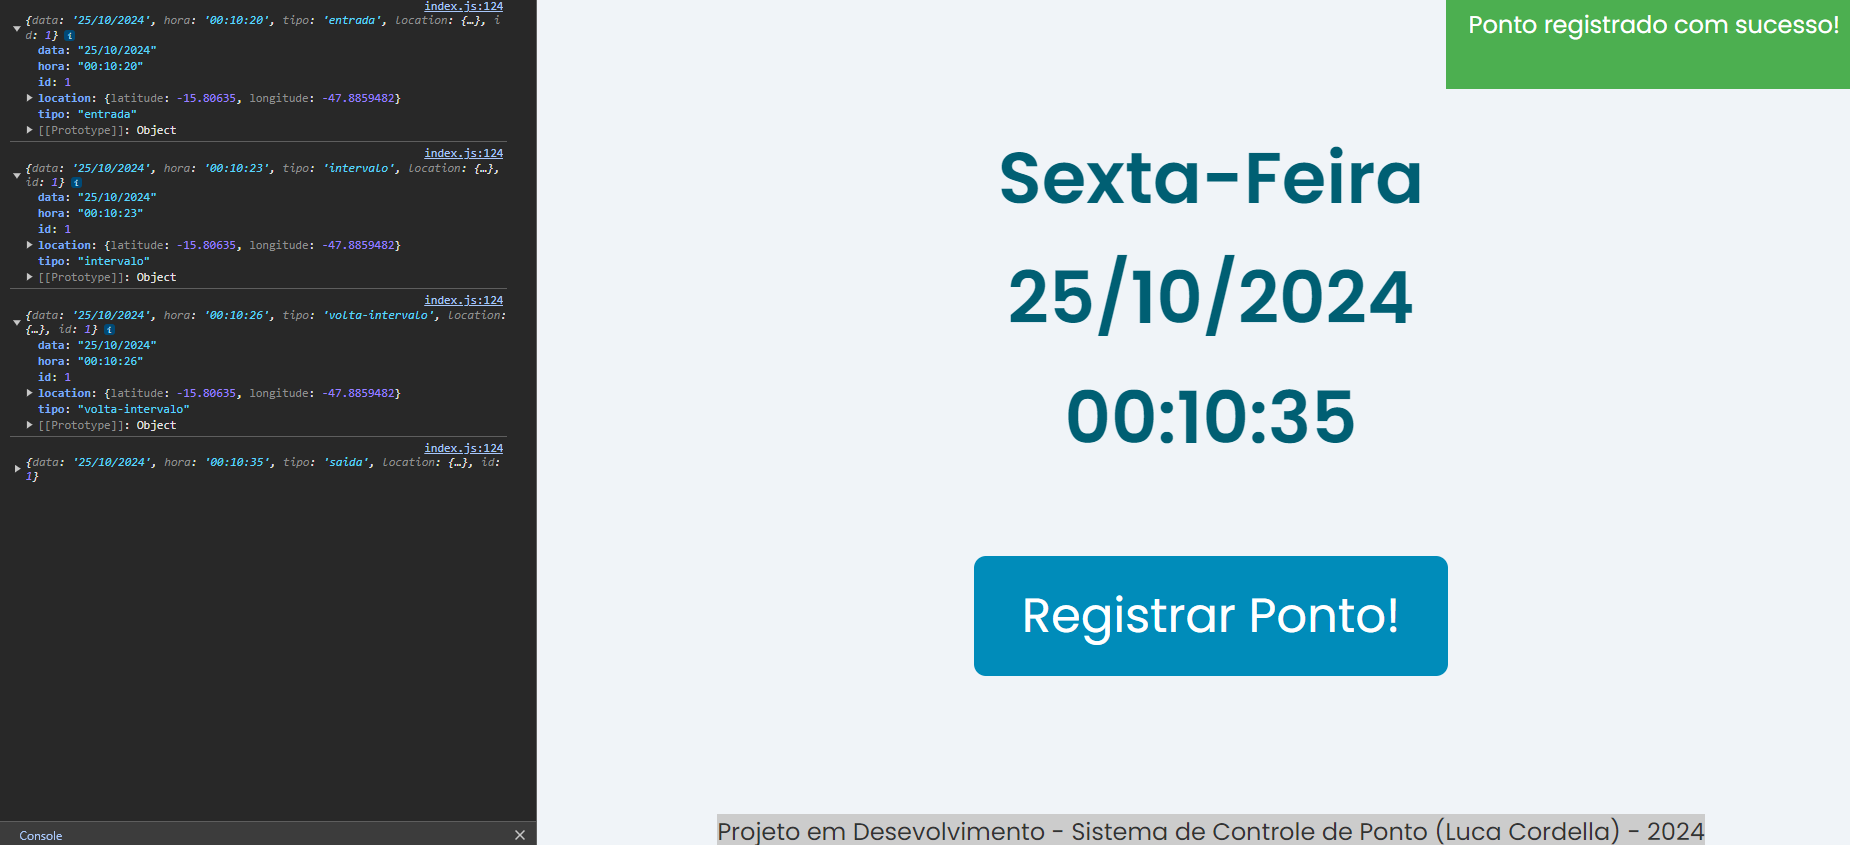 index.js:124
{data: '25/10/2024', hora: '00:10:20', tipo: 'entrada', location: {…}, i
d: 1} i
data: "25/10/2024"
hora: "00:10:20"
id: 1
location: {latitude: -15.80635, longitude: -47.8859482}
tipo: "entrada"
[[Prototype]]: Object
index.js:124
{data: '25/10/2024', hora: '00:10:23', tipo: 'intervalo', location: {…},
id: 1} i
data: "25/10/2024"
hora: "00:10:23"
id: 1
location: {latitude: -15.80635, longitude: -47.8859482}
tipo: "intervalo"
[[Prototype]]: Object
index.js:124
{data: '25/10/2024', hora: '00:10:26', tipo: 'volta-intervalo', location:
{…}, id: 1} i
data: "25/10/2024"
hora: "00:10:26"
id: 1
location: {latitude: -15.80635, longitude: -47.8859482}
tipo: "volta-intervalo"
[[Prototype]]: Object
index.js:124
{data: '25/10/2024', hora: '00:10:35', tipo: 'saida', location: {…}, id:
1}
Console
Ponto registrado com sucesso!
Sexta-Feira
25/10/2024
00:10:35
Registrar Ponto!
Projeto em Desevolvimento - Sistema de Controle de Ponto (Luca Cordella) - 2024